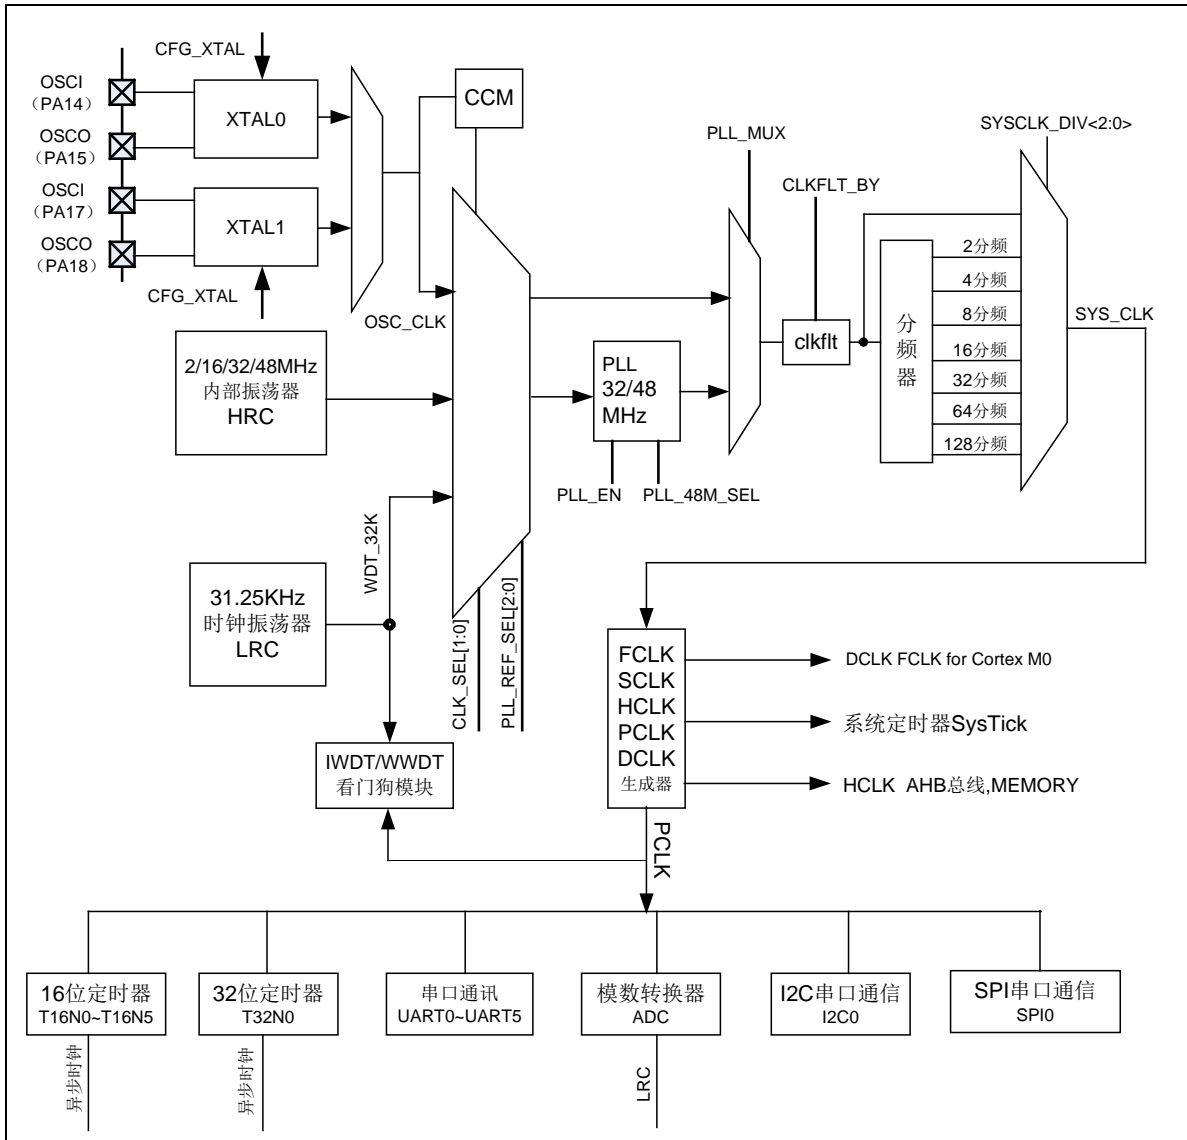 CFG_XTAL
OSCI
（PA14）
OSCO
（PA15）
XTAL0
CCM
OSCI
（PA17）
OSCO
（PA18）
XTAL1
CFG_XTAL
OSC_CLK
PLL_MUX
CLKFLT_BY
SYSCLK_DIV<2:0>
2/16/32/48MHz
内部振荡器
HRC
PLL
32/48
MHz
PLL_EN
PLL_48M_SEL
clkflt
分
频
器
2分频
4分频
8分频
16分频
32分频
64分频
128分频
SYS_CLK
WDT_32K
31.25KHz
时钟振荡器
LRC
CLK_SEL[1:0]
PLL_REF_SEL[2:0]
IWDT/WWDT
看门狗模块
FCLK
SCLK
HCLK
PCLK
DCLK
生成器
DCLK FCLK for Cortex M0
系统定时器SysTick
HCLK AHB总线,MEMORY
PCLK
16位定时器
T16N0~T16N5
32位定时器
T32N0
串口通讯
UART0~UART5
模数转换器
ADC
I2C串口通信
I2C0
SPI串口通信
SPI0
异步时钟
异步时钟
LRC